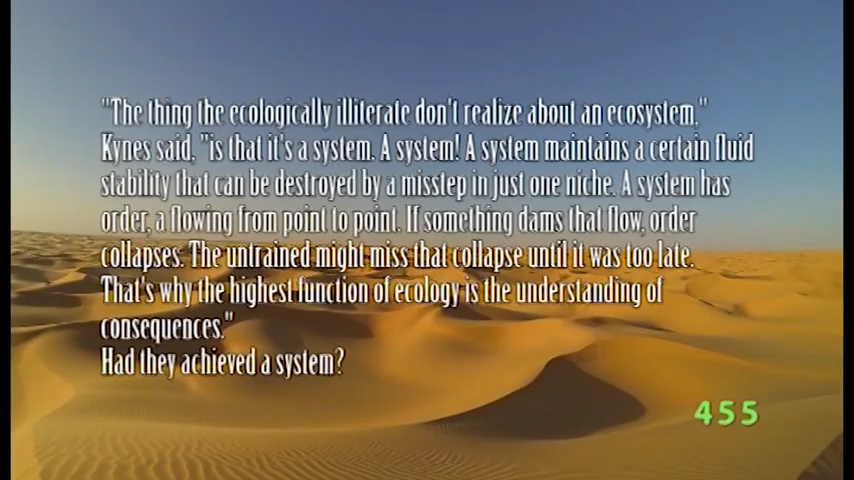 "The thing the ecologically illiterate don't realize about an ecosystem,"
Kynes said, "is that it's a system. A system! A system maintains a certain fluid
stability that can be destroyed by a misstep in just one niche. A system has
order, a flowing from point to point. If something dams that flow, order
collapses. The untrained might miss that collapse until it was too late.
That's why the highest function of ecology is the understanding of
consequences."
Had they achieved a system?
455